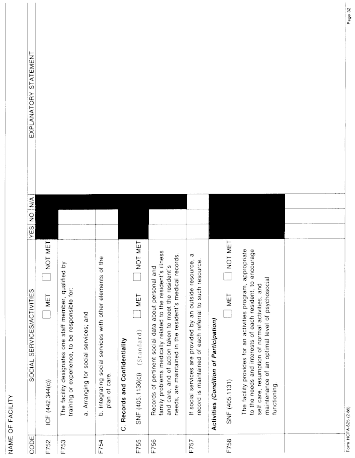 NAME OF FACILITY
CODE SOCIAL SERVICES/ACTIVITIES YES NO N/A EXPLANATORY STATEMENT
F752 ICF (442.344(d)) MET NOT MET
F753 The facility designates one staff member, qualified by
training or experience, to be responsible for:
a. Arranging for social services; and
F754 b. Integrating social services with other elements of the
plan of care.
C. Records and Confidentiality
F755 SNF (405.1130(c)) (Standard) MET NOT MET
F756 Records of pertinent social data about personal and
family problems medically related to the resident's illness
and care, and of action taken to meet the resident's
needs, are maintained in the resident's medical records.
F757 If social services are provided by an outside resource, a
record is maintained of each referral to such resource.
Activities (Condition of Participation)
F758 SNF (405.1131) MET NOT MET
The facility provides for an activities program, appropriate
to the needs and interests of each resident, to encourage
self care, resumption of normal activities, and
maintenance of an optimal level of psychosocial
functioning.
Page 32